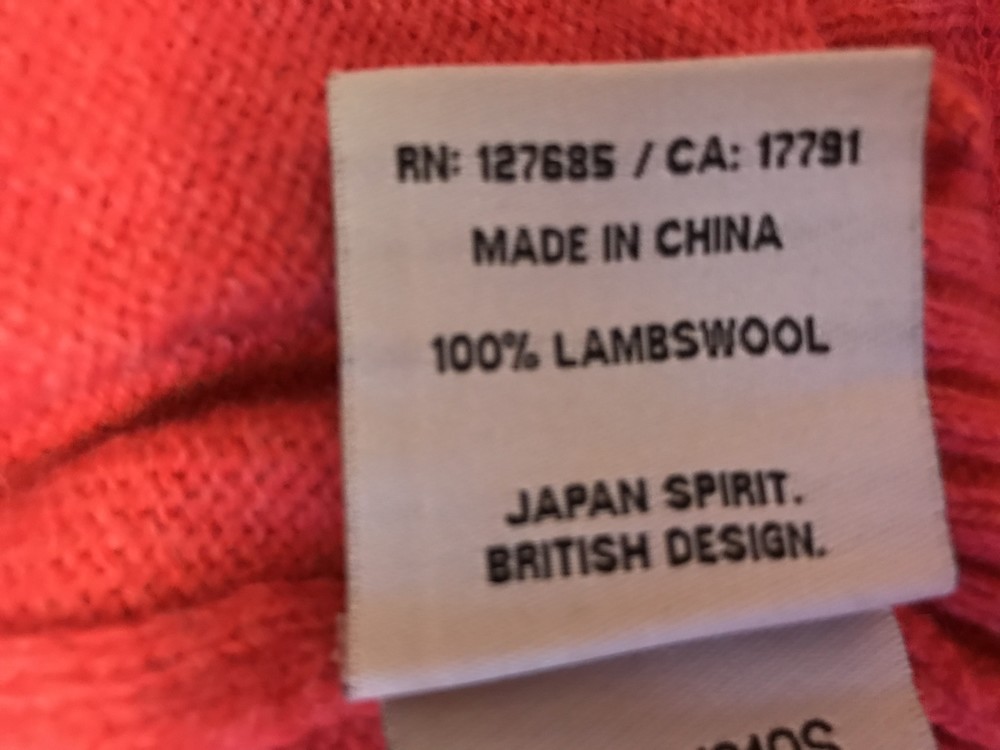 RN: 127685 / CA: 17791
MADE IN CHINA
100% LAMBSWOOL
JAPAN SPIRIT.
BRITISH DESIGN.